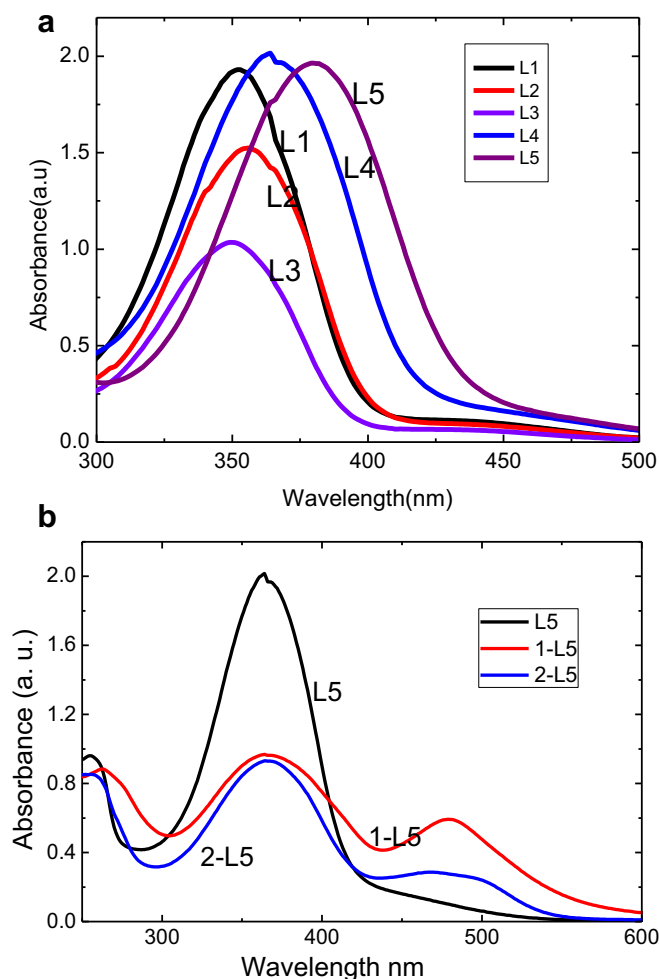 a
2.0
1.5
1.0
0.5
0.0
Absorbance(a.u)
L1
L2
L3
L4
L5
L5
L1
L4
L2
L3
300
350
400
450
500
Wavelength(nm)
b
2.0
1.6
1.2
0.8
0.4
0.0
Absorbance (a. u.)
L5
1-L5
2-L5
L5
1-L5
2-L5
300
400
500
600
Wavelength nm